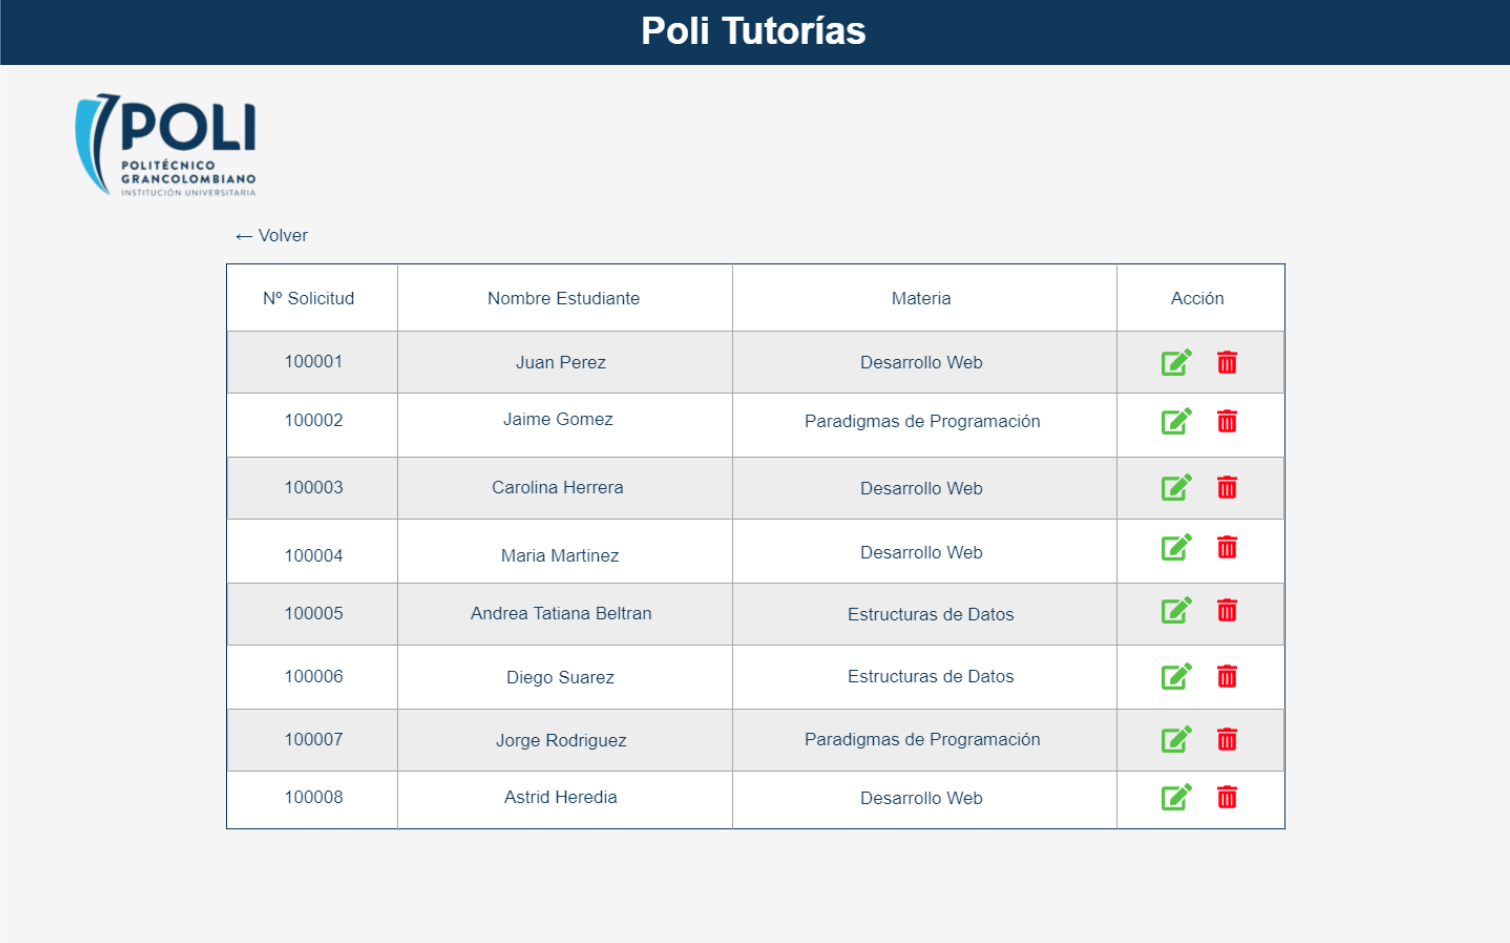 Poli Tutorías
POLI
POLITÉCNICO
GRANCOLOMBIANO
INSTITUCIÓN UNIVERSITARIA
← Volver
Nº Solicitud Nombre Estudiante Materia Acción
100001 Juan Perez Desarrollo Web
100002 Jaime Gomez Paradigmas de Programación
100003 Carolina Herrera Desarrollo Web
100004 Maria Martinez Desarrollo Web
100005 Andrea Tatiana Beltran Estructuras de Datos
100006 Diego Suarez Estructuras de Datos
100007 Jorge Rodriguez Paradigmas de Programación
100008 Astrid Heredia Desarrollo Web